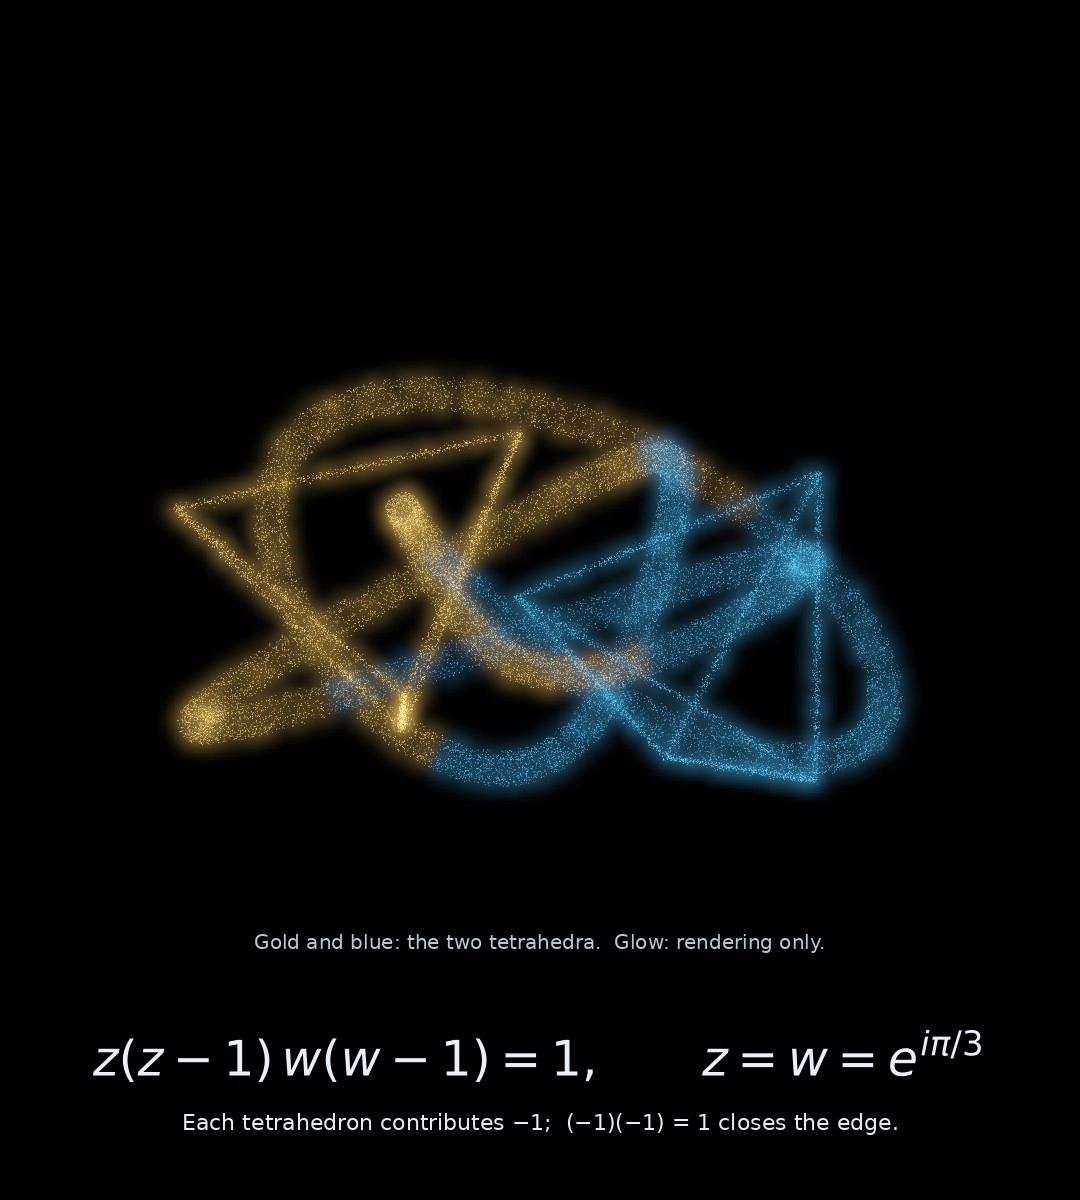 Gold and blue: the two tetrahedra.  Glow: rendering only.
z(z − 1) w(w − 1) = 1,    z = w = e^{iπ/3}
Each tetrahedron contributes −1;  (−1)(−1) = 1 closes the edge.